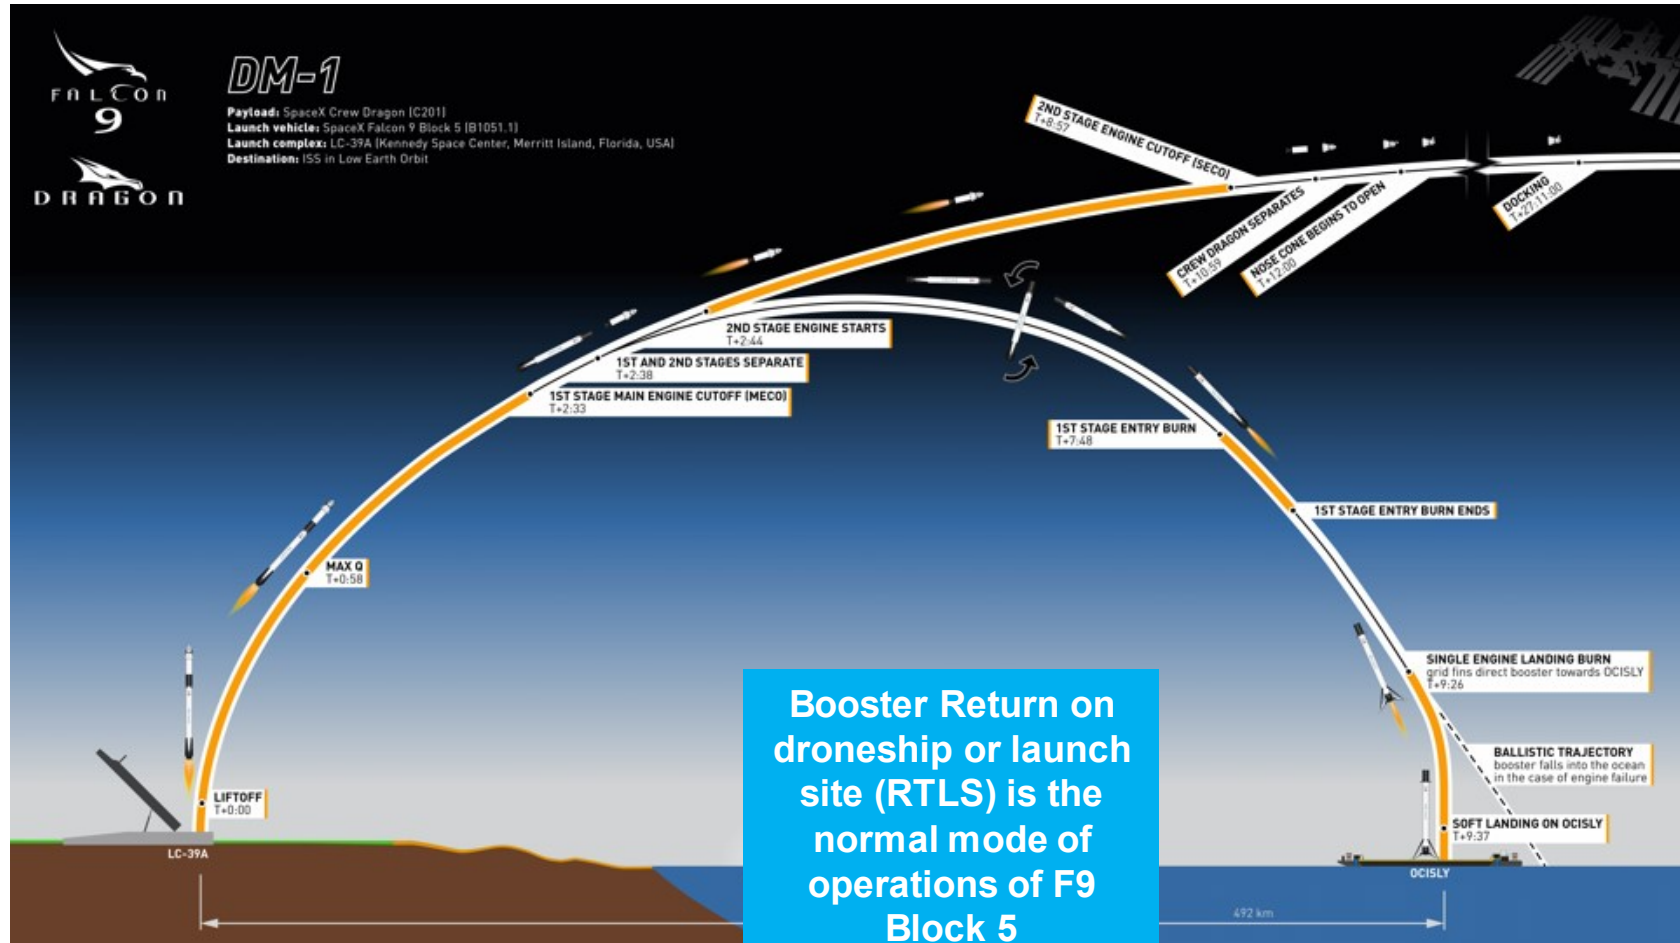 FALCON
9
DRAGON
DM-1
Payload: SpaceX Crew Dragon (C201)
Launch vehicle: SpaceX Falcon 9 Block 5 (B1051.1)
Launch complex: LC-39A (Kennedy Space Center, Merritt Island, Florida, USA)
Destination: ISS in Low Earth Orbit
2ND STAGE ENGINE CUTOFF (SECO)
T+8:57
CREW DRAGON SEPARATES
T+10:59
NOSE CONE BEGINS TO OPEN
T+12:00
DOCKING
T+27:11:00
2ND STAGE ENGINE STARTS
T+2:44
1ST AND 2ND STAGES SEPARATE
T+2:38
1ST STAGE MAIN ENGINE CUTOFF (MECO)
T+2:33
1ST STAGE ENTRY BURN
T+7:48
1ST STAGE ENTRY BURN ENDS
MAX Q
T+0:58
SINGLE ENGINE LANDING BURN
grid fins direct booster towards OCISLY
T+9:26
BALLISTIC TRAJECTORY
booster falls into the ocean
in the case of engine failure
LIFTOFF
T+0:00
SOFT LANDING ON OCISLY
T+9:37
LC-39A
OCISLY
492 km
Booster Return on
droneship or launch
site (RTLS) is the
normal mode of
operations of F9
Block 5